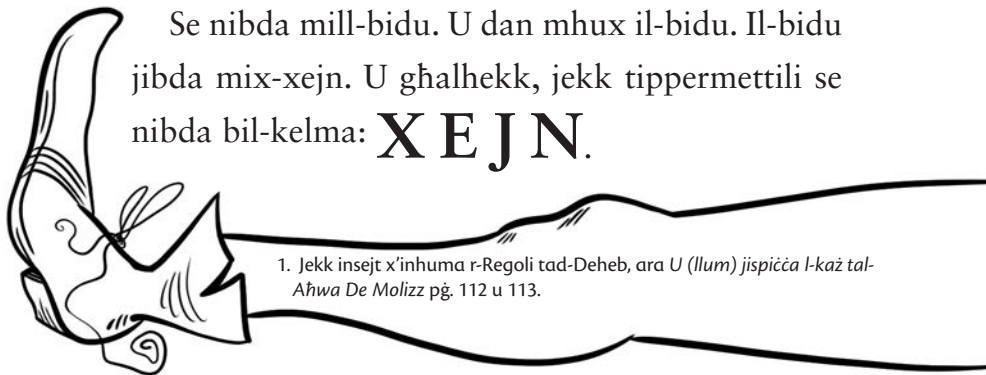 Se nibda mill-bidu. U dan mhux il-bidu. Il-bidu
jibda mix-xejn. U għalhekk, jekk tippermettili se
nibda bil-kelma: X E J N.
1. Jekk insejt x'inhuma r-Regoli tad-Deheb, ara U (llum) jispiċċa l-każ tal-
Aħwa De Molizz pġ. 112 u 113.